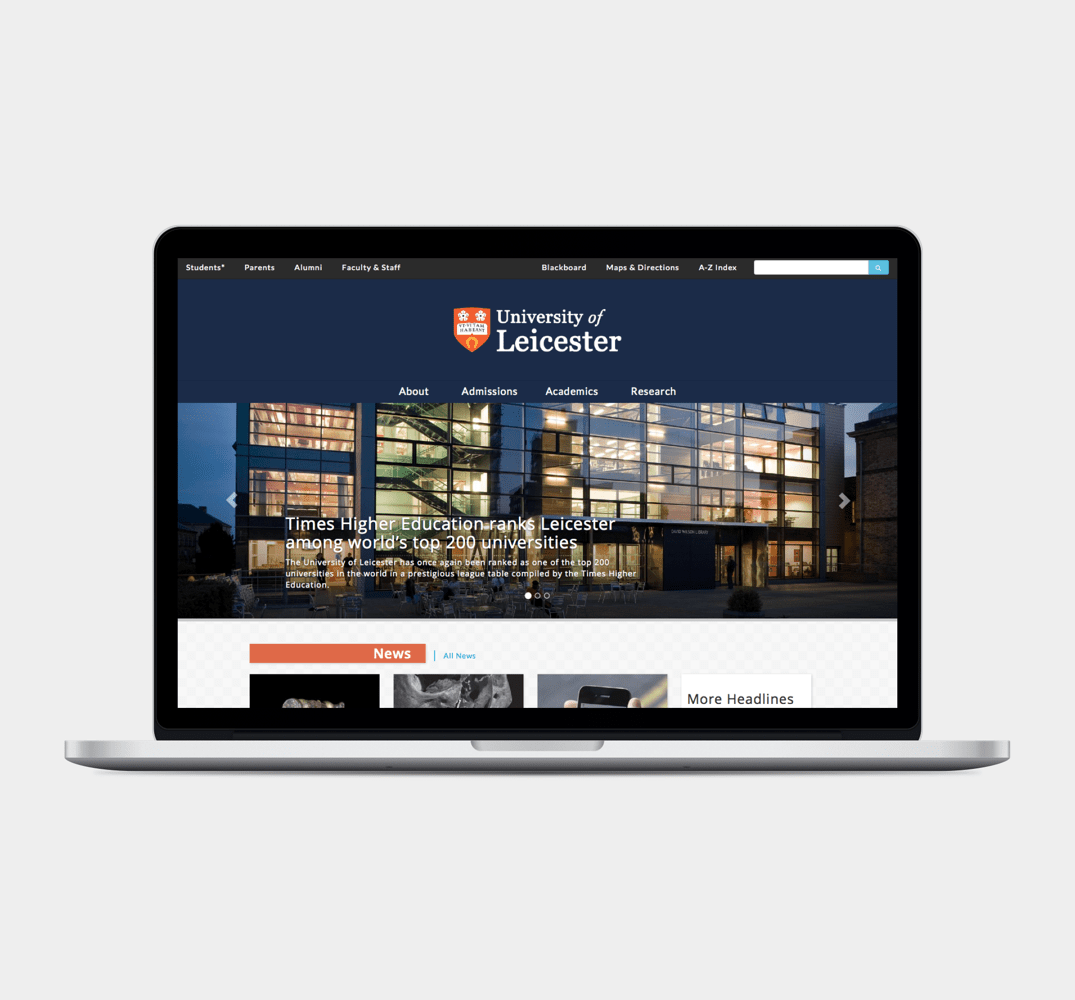 Students* Parents Alumni Faculty & Staff Blackboard Maps & Directions A-Z Index
University of
Leicester
About Admissions Academics Research
Times Higher Education ranks Leicester
among world's top 200 universities
The University of Leicester has once again been ranked as one of the top 200
universities in the world in a prestigious league table compiled by the Times Higher
Education.
News All News
More Headlines